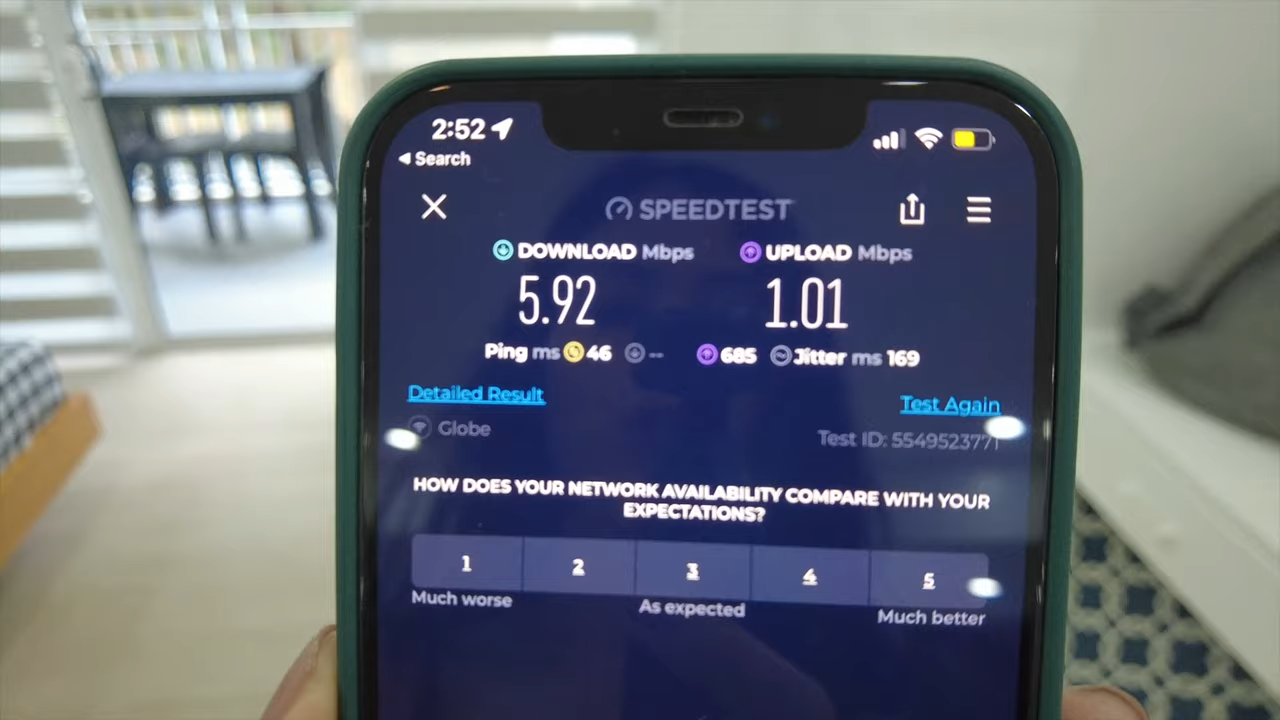 2:52
Search
SPEEDTEST
DOWNLOAD Mbps UPLOAD Mbps
5.92 1.01
Ping ms 46 -- 685 Jitter ms 169
Detailed Result
Test Again
Globe
Test ID: 5549523771
HOW DOES YOUR NETWORK AVAILABILITY COMPARE WITH YOUR
EXPECTATIONS?
1 2 3 4 5
Much worse As expected Much better